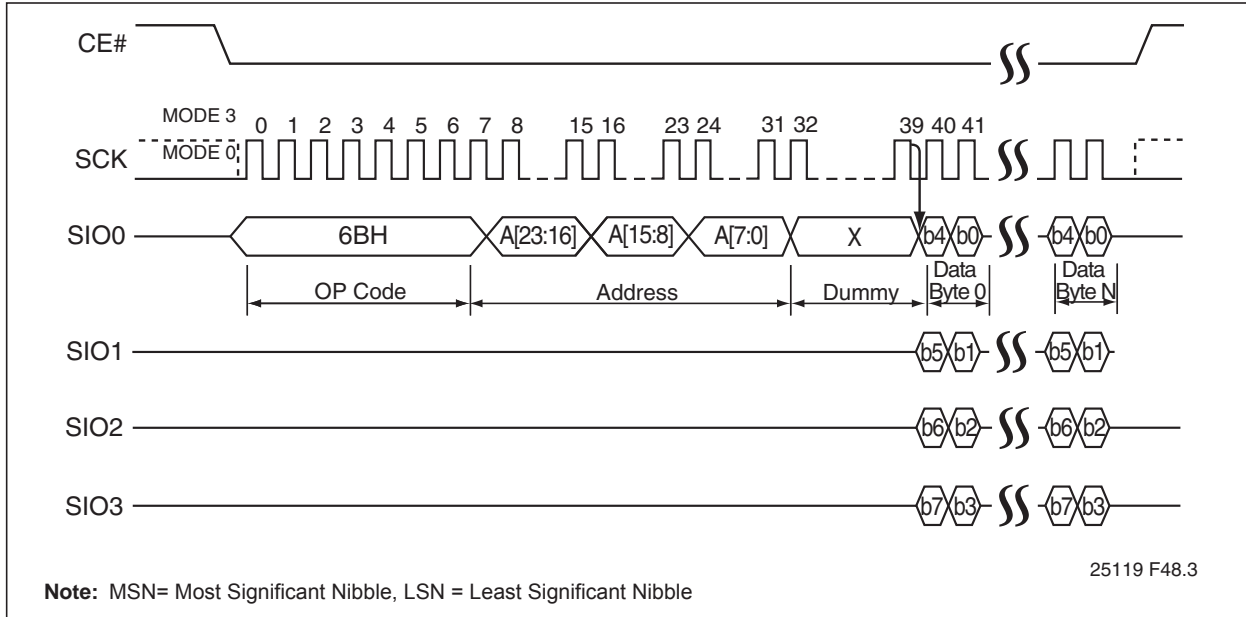 CE#
MODE 3
0 1 2 3 4 5 6 7 8 15 16 23 24 31 32 39 40 41
SCK
MODE 0
SIO0
6BH A[23:16] A[15:8] A[7:0] X b4 b0 b4 b0
OP Code Address Dummy Data Byte 0 Data Byte N
SIO1 b5 b1 b5 b1
SIO2 b6 b2 b6 b2
SIO3 b7 b3 b7 b3
25119 F48.3
Note: MSN= Most Significant Nibble, LSN = Least Significant Nibble